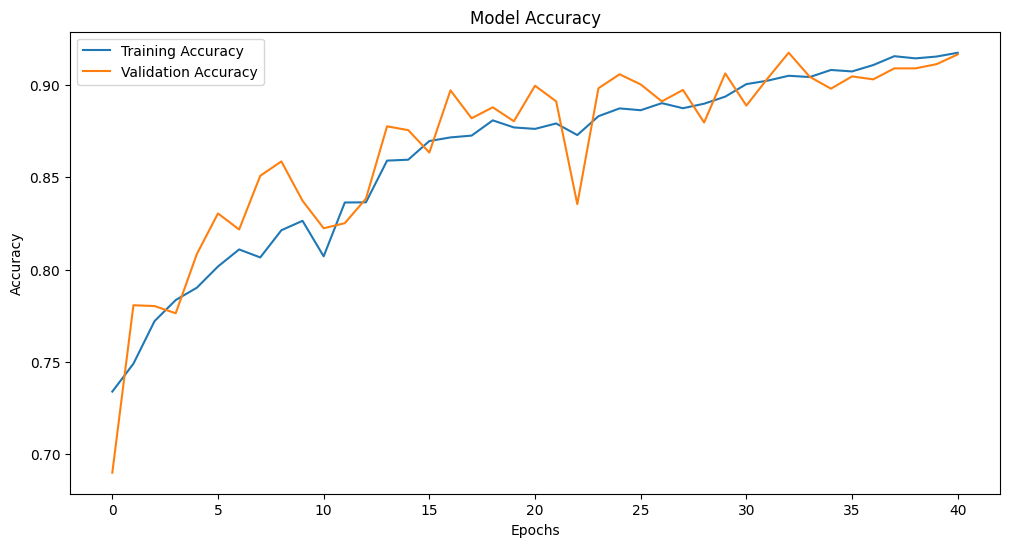 Model Accuracy
Training Accuracy
Validation Accuracy
0.90
0.85
0.80
0.75
0.70
Accuracy
0 5 10 15 20 25 30 35 40
Epochs